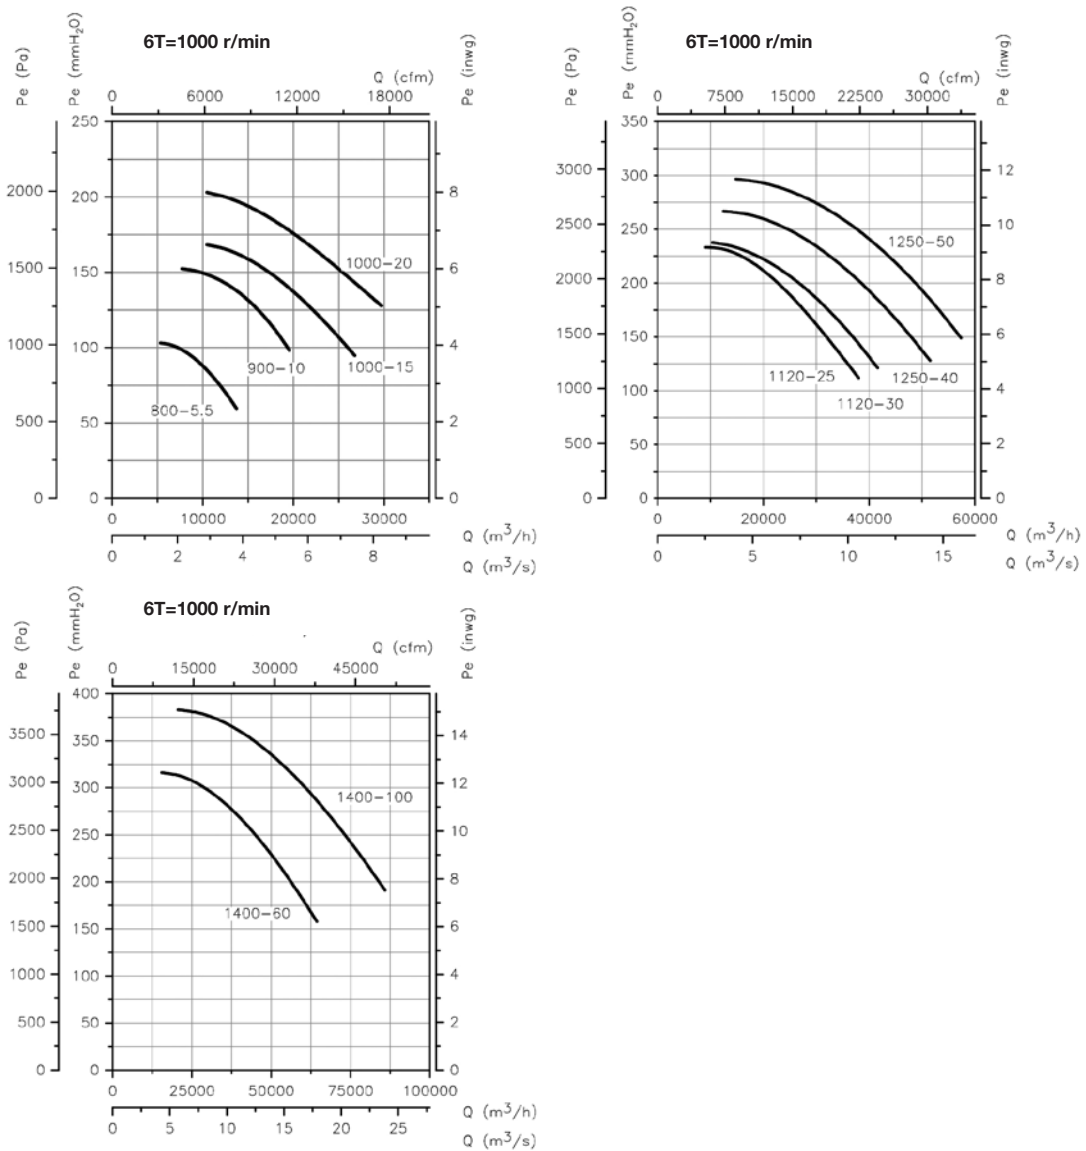 6T=1000 r/min
Pe (Pa)
Pe (mmH2O)
Q (cfm)
Pe (inwg)
0 6000 12000 18000
250
200
150
100
50
0
2000
1500
1000
500
0
8
6
4
2
0
1000-20
900-10
1000-15
800-5.5
0 10000 20000 30000
Q (m³/h)
0 2 4 6 8
Q (m³/s)
6T=1000 r/min
Pe (Pa)
Pe (mmH2O)
Q (cfm)
Pe (inwg)
0 7500 15000 22500 30000
350
300
250
200
150
100
50
0
3000
2500
2000
1500
1000
500
0
12
10
8
6
4
2
0
1250-50
1120-25
1250-40
1120-30
0 20000 40000 60000
Q (m³/h)
0 5 10 15
Q (m³/s)
6T=1000 r/min
Pe (Pa)
Pe (mmH2O)
Q (cfm)
Pe (inwg)
0 15000 30000 45000
400
350
300
250
200
150
100
50
0
3500
3000
2500
2000
1500
1000
500
0
14
12
10
8
6
4
2
0
1400-100
1400-60
0 25000 50000 75000 100000
Q (m³/h)
0 5 10 15 20 25
Q (m³/s)